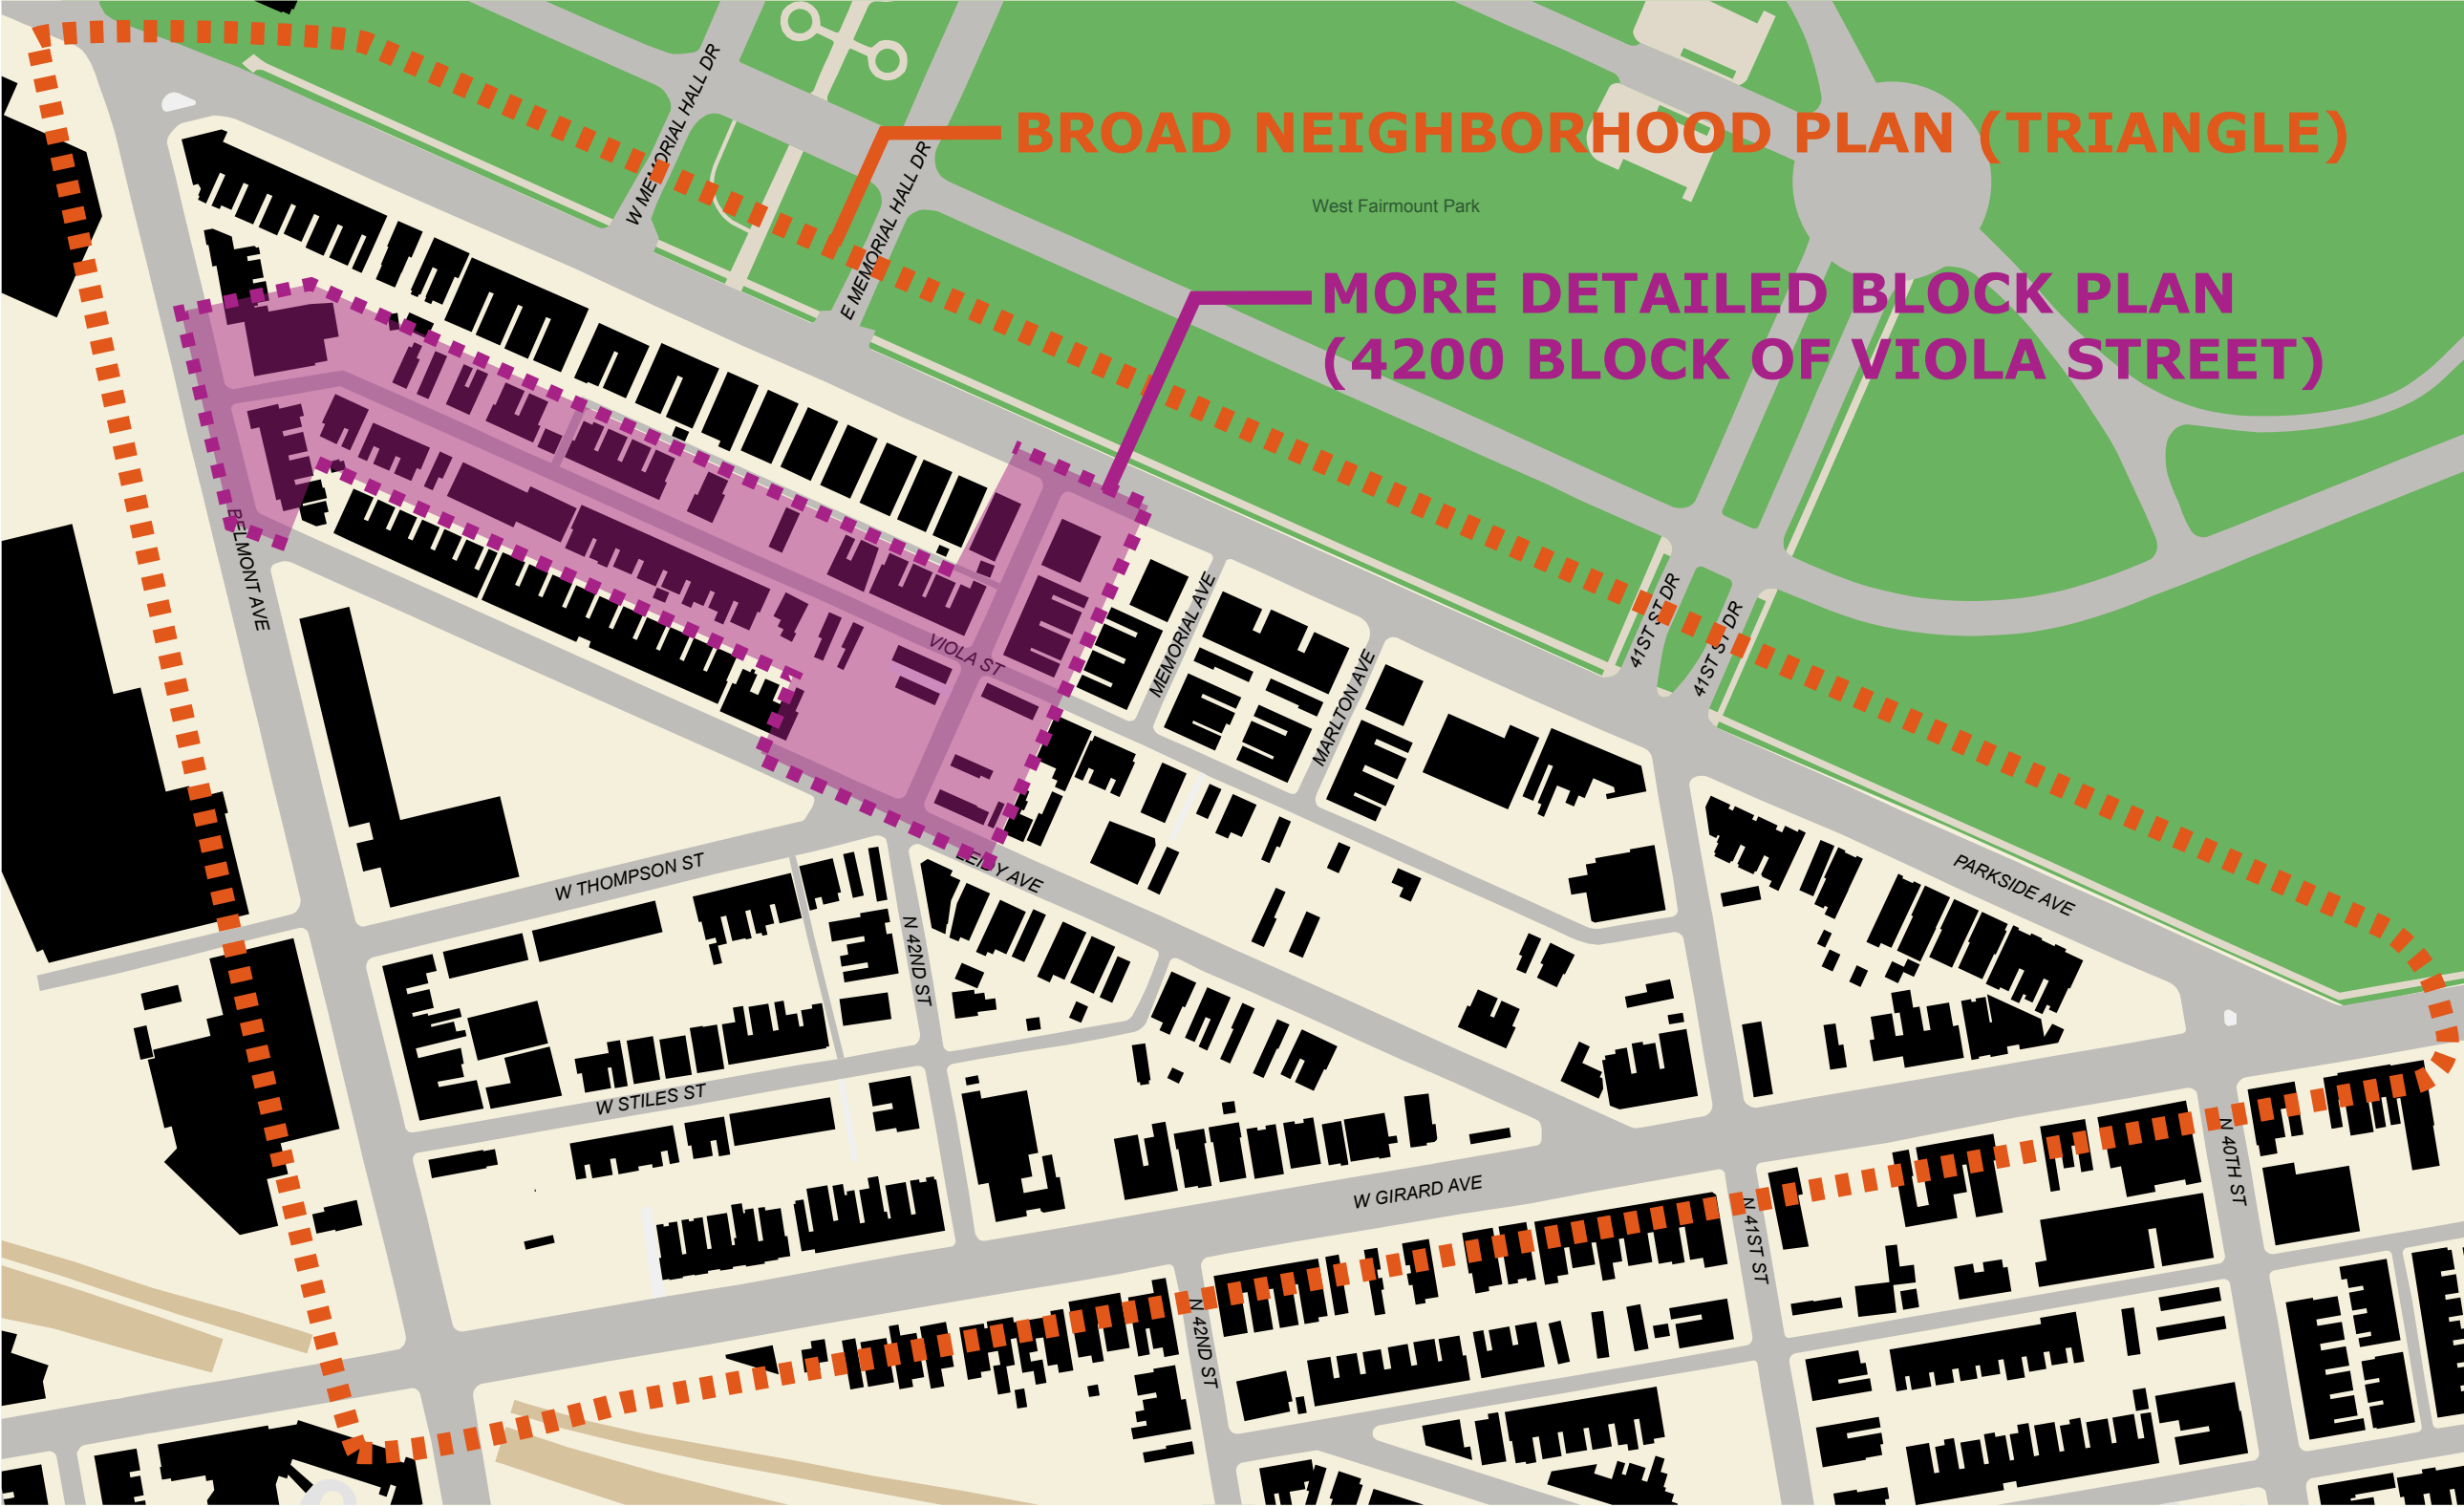 W MEMORIAL HALL DR
E MEMORIAL HALL DR
BROAD NEIGHBORHOOD PLAN (TRIANGLE)
West Fairmount Park
MORE DETAILED BLOCK PLAN
(4200 BLOCK OF VIOLA STREET)
BELMONT AVE
VIOLA ST
MEMORIAL AVE
MARLTON AVE
41ST ST DR
41ST ST DR
PARKSIDE AVE
W THOMPSON ST
LEIDY AVE
N 42ND ST
W STILES ST
W GIRARD AVE
N 40TH ST
N 41ST ST
N 42ND ST